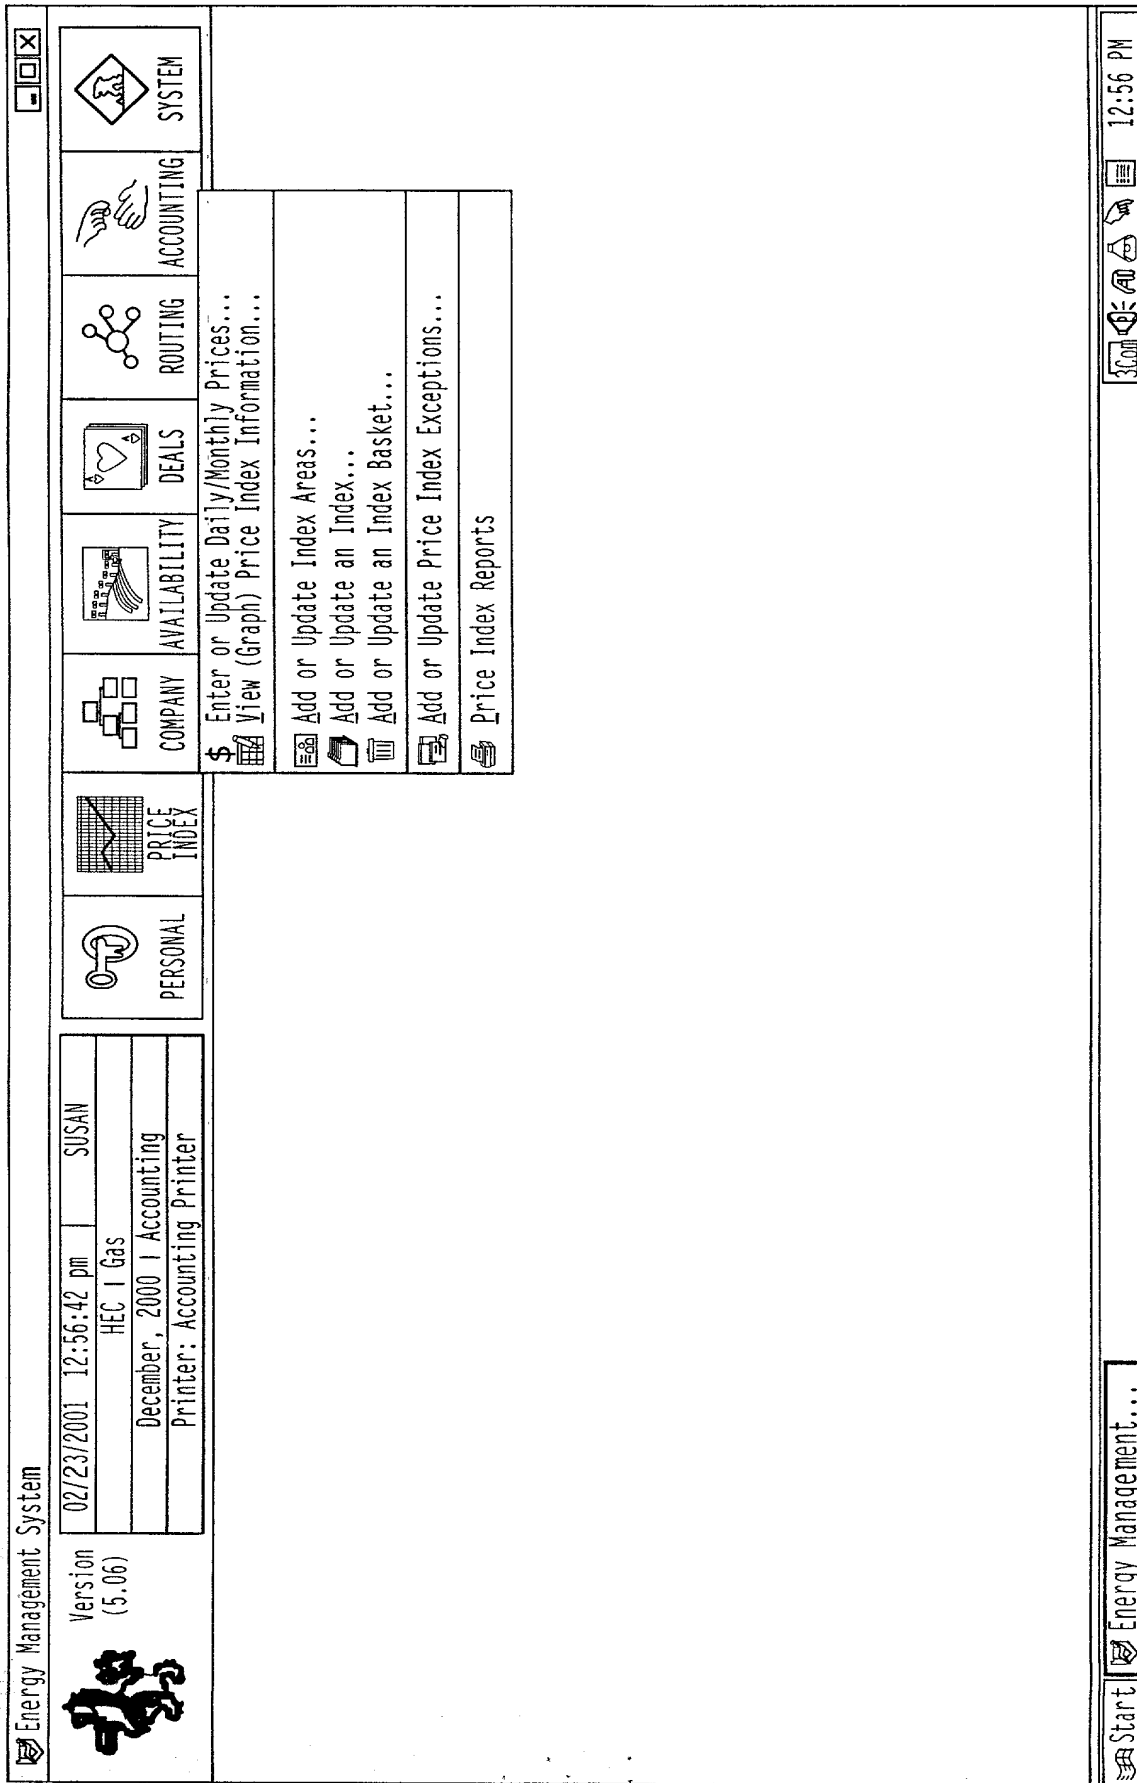 Energy Management System
Version
(5.06)
02/23/2001 12:56:42 pm SUSAN
HEC | Gas
December, 2000 | Accounting
Printer: Accounting Printer
PERSONAL
PRICE
INDEX
COMPANY
AVAILABILITY
DEALS
ROUTING
ACCOUNTING
SYSTEM
$ Enter or Update Daily/Monthly Prices...
View (Graph) Price Index Information...
Add or Update Index Areas...
Add or Update an Index...
Add or Update an Index Basket...
Add or Update Price Index Exceptions...
Price Index Reports
Start
Energy Management...
3Com
12:56 PM